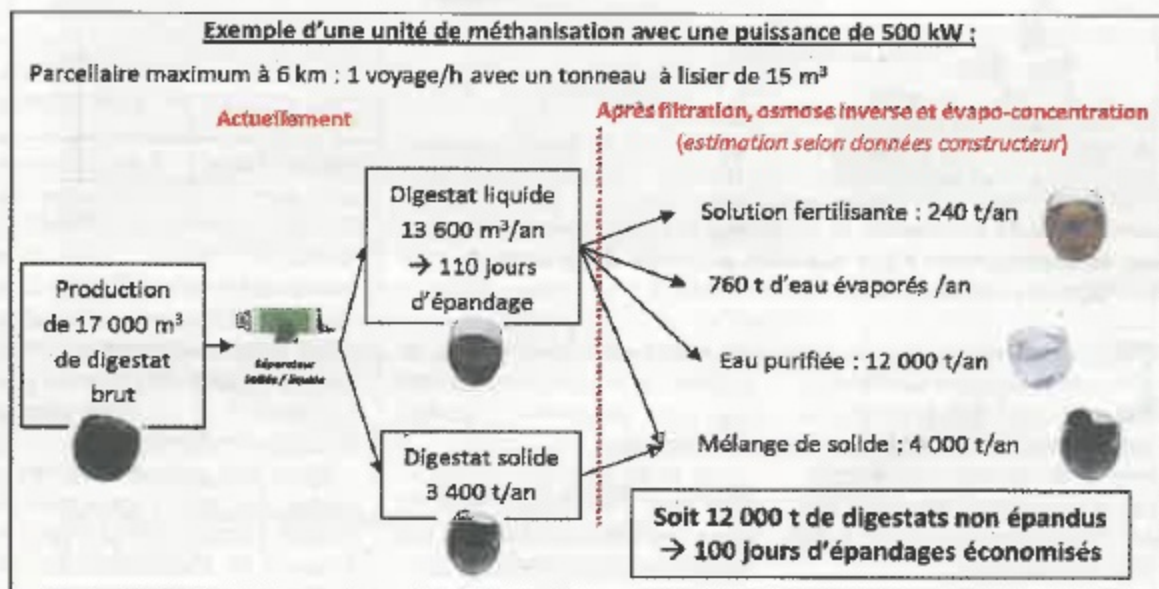 Exemple d'une unité de méthanisation avec une puissance de 500 kW :
Parcellaire maximum à 6 km : 1 voyage/h avec un tonneau à lisier de 15 m³
Actuellement
Après filtration, osmose inverse et évapo-concentration
(estimation selon données constructeur)
Production
de 17 000 m³
de digestat
brut
Séparateur
Solide / liquide
Digestat liquide
13 600 m³/an
→ 110 jours
d'épandage
Digestat solide
3 400 t/an
Solution fertilisante : 240 t/an
760 t d'eau évaporés /an
Eau purifiée : 12 000 t/an
Mélange de solide : 4 000 t/an
Soit 12 000 t de digestats non épandus
→ 100 jours d'épandages économisés